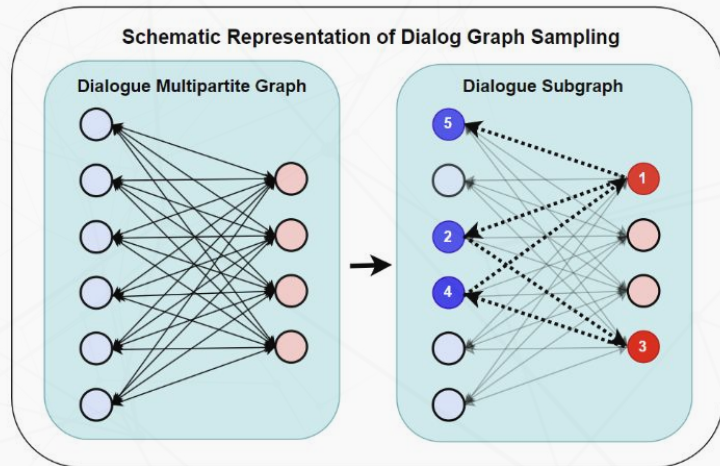 Schematic Representation of Dialog Graph Sampling
Dialogue Multipartite Graph
Dialogue Subgraph
5
1
2
4
3